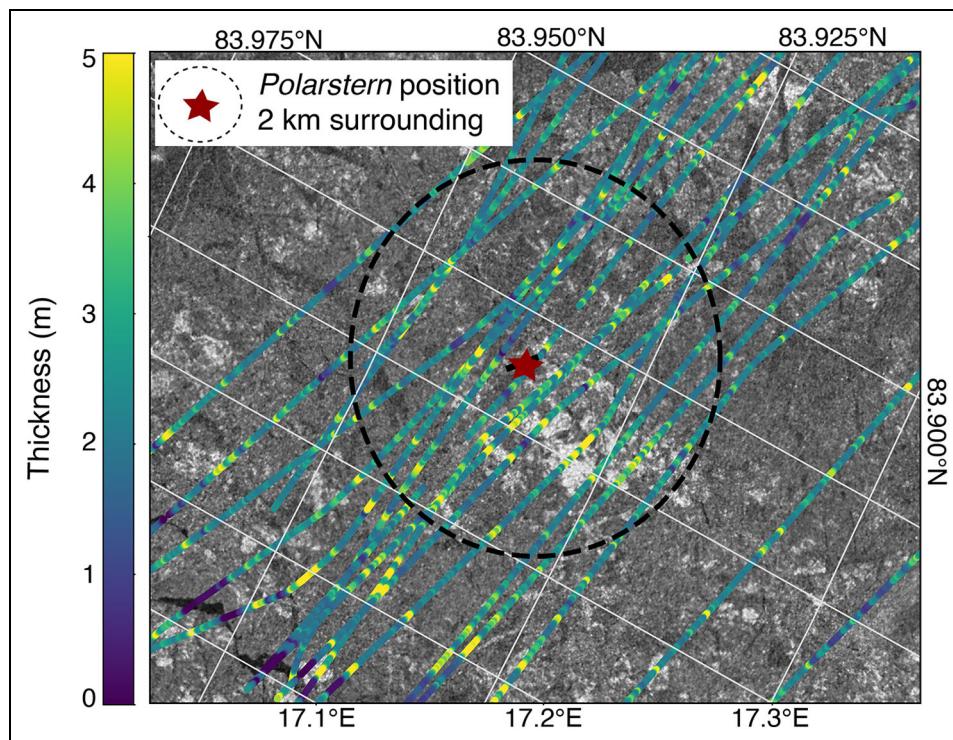 83.975°N 83.950°N 83.925°N
Polarstern position
2 km surrounding
5
4
3
2
1
0
Thickness (m)
83.900°N
17.1°E 17.2°E 17.3°E